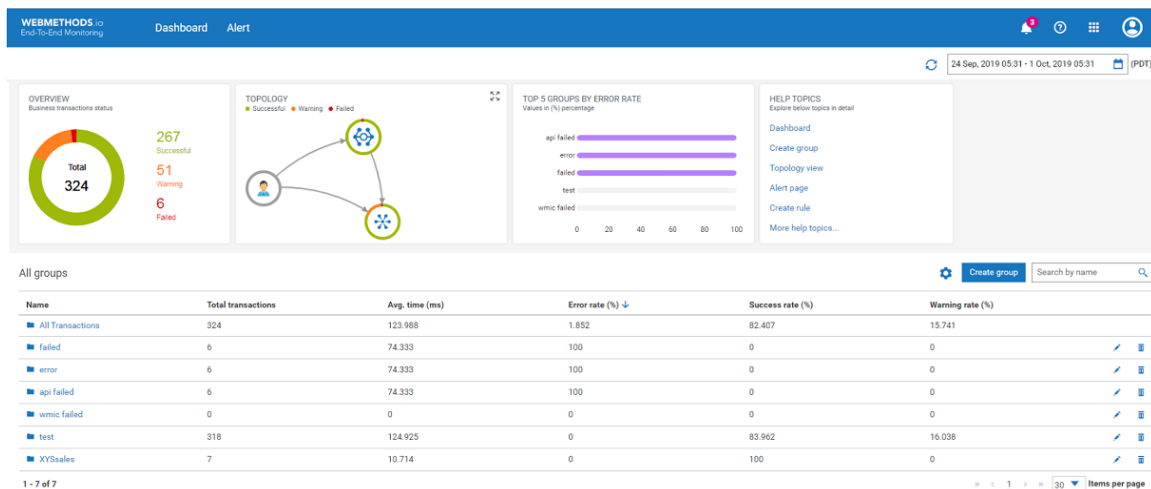 WEBMETHODS.io
End-To-End Monitoring
Dashboard
Alert
3
24 Sep, 2019 05:31 - 1 Oct, 2019 05:31
(PDT)
OVERVIEW
Business transactions status
Total
324
267
Successful
51
Warning
6
Failed
TOPOLOGY
Successful Warning Failed
TOP 5 GROUPS BY ERROR RATE
Values in (%) percentage
api failed
error
failed
test
wmic failed
0 20 40 60 80 100
HELP TOPICS
Explore below topics in detail
Dashboard
Create group
Topology view
Alert page
Create rule
More help topics...
All groups
Create group
Search by name
Name Total transactions Avg. time (ms) Error rate (%) Success rate (%) Warning rate (%)
All Transactions 324 123.988 1.852 82.407 15.741
failed 6 74.333 100 0 0
error 6 74.333 100 0 0
api failed 6 74.333 100 0 0
wmic failed 0 0 0 0 0
test 318 124.925 0 83.962 16.038
XYSsales 7 10.714 0 100 0
1 - 7 of 7
1
30
Items per page